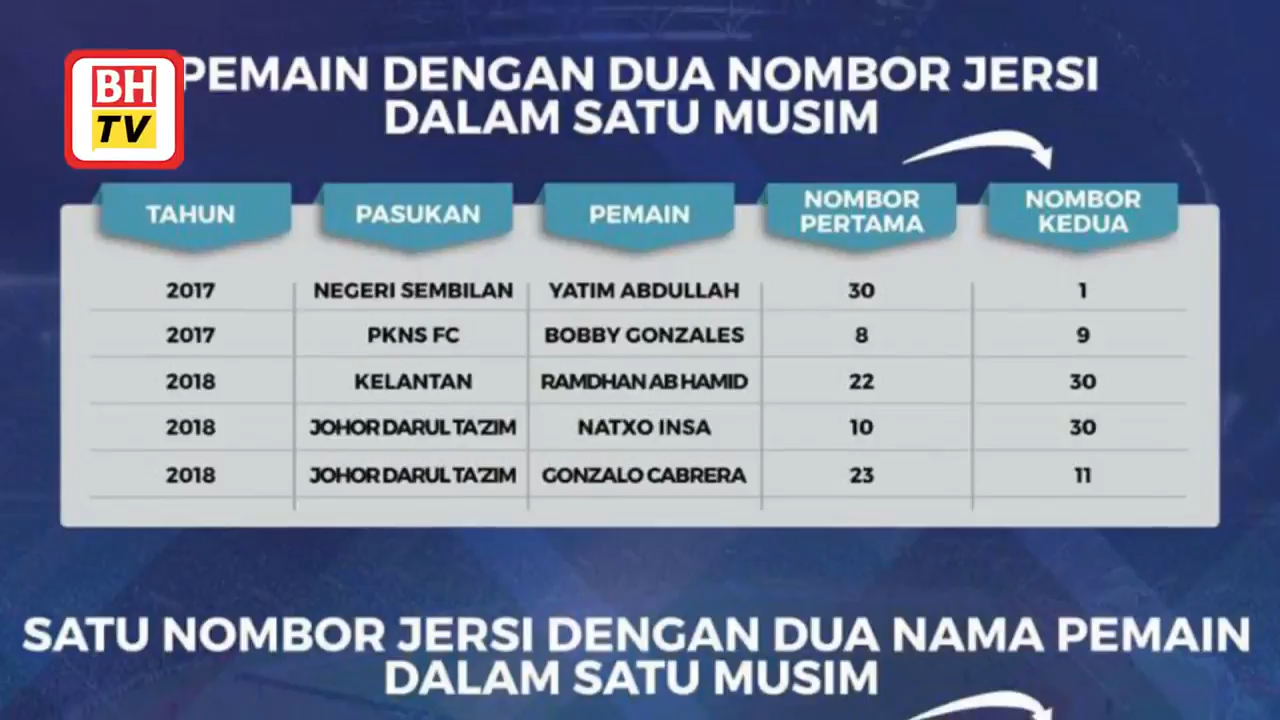 BH
TV
PEMAIN DENGAN DUA NOMBOR JERSI
DALAM SATU MUSIM
TAHUN PASUKAN PEMAIN NOMBOR PERTAMA NOMBOR KEDUA
2017 NEGERI SEMBILAN YATIM ABDULLAH 30 1
2017 PKNS FC BOBBY GONZALES 8 9
2018 KELANTAN RAMDHAN AB HAMID 22 30
2018 JOHOR DARUL TA'ZIM NATXO INSA 10 30
2018 JOHOR DARUL TA'ZIM GONZALO CABRERA 23 11
SATU NOMBOR JERSI DENGAN DUA NAMA PEMAIN
DALAM SATU MUSIM